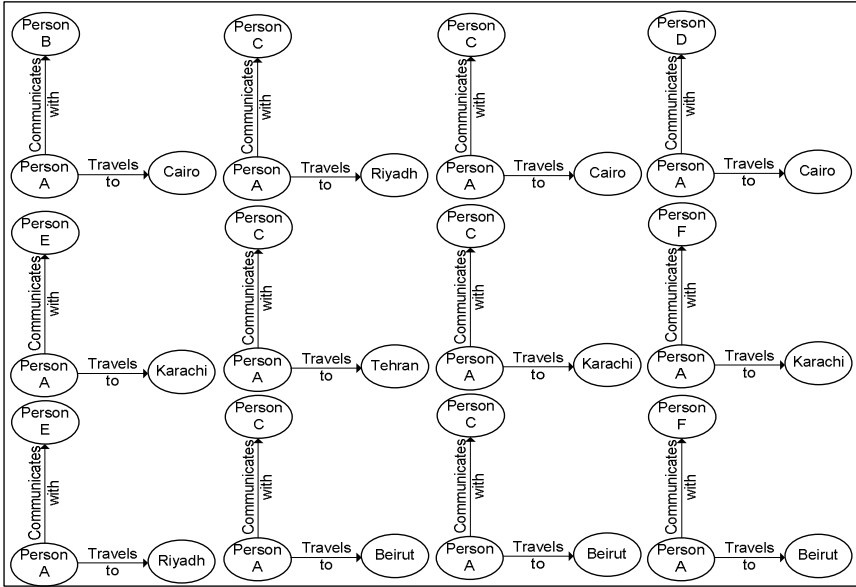 Person B
Communicates with
Person A
Travels to
Cairo
Person C
Communicates with
Person A
Travels to
Riyadh
Person C
Communicates with
Person A
Travels to
Cairo
Person D
Communicates with
Person A
Travels to
Cairo
Person E
Communicates with
Person A
Travels to
Karachi
Person C
Communicates with
Person A
Travels to
Tehran
Person C
Communicates with
Person A
Travels to
Karachi
Person F
Communicates with
Person A
Travels to
Karachi
Person E
Communicates with
Person A
Travels to
Riyadh
Person C
Communicates with
Person A
Travels to
Beirut
Person C
Communicates with
Person A
Travels to
Beirut
Person F
Communicates with
Person A
Travels to
Beirut